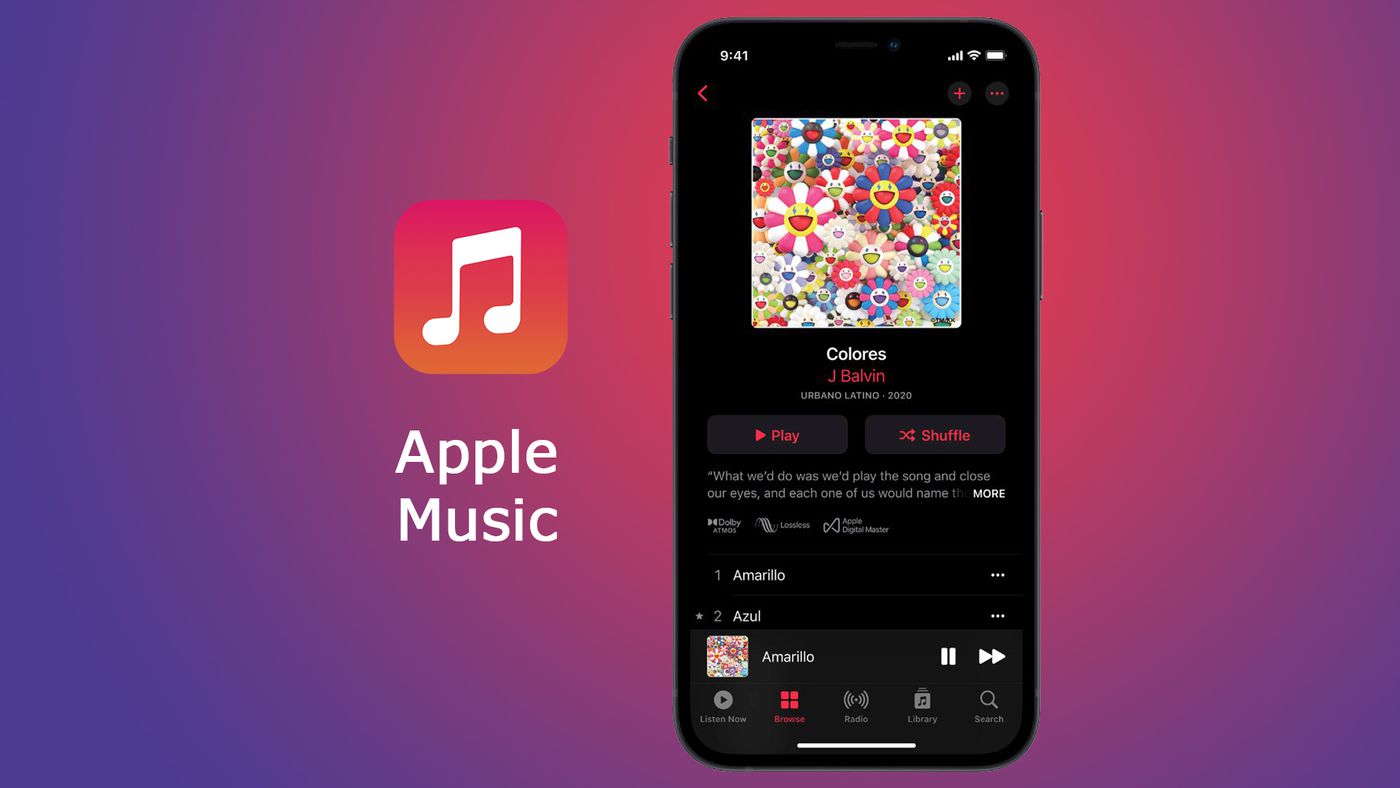 Apple
Music
9:41
©TM/KK
Colores
J Balvin
URBANO LATINO · 2020
Play
Shuffle
“What we’d do was we’d play the song and close
our eyes, and each one of us would name th MORE
Dolby
ATMOS
Lossless
Apple
Digital Master
1 Amarillo
★ 2 Azul
Amarillo
Listen Now
Browse
Radio
Library
Search